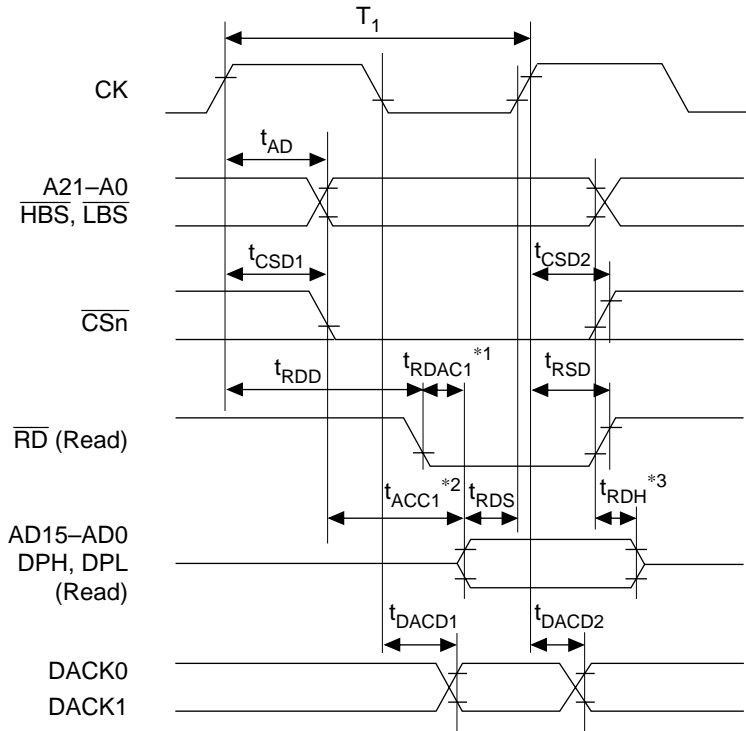 T1
CK
tAD
A21–A0
HBS, LBS
tCSD1
tCSD2
CSn
tRDD
tRDAC1*1
tRSD
RD (Read)
tACC1*2
tRDS
tRDH*3
AD15–AD0
DPH, DPL
(Read)
tDACD1
tDACD2
DACK0
DACK1